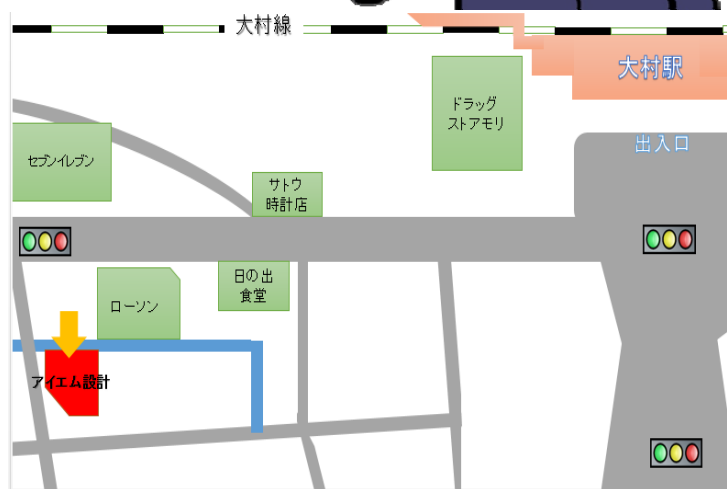 大村線
大村駅
ドラッグ
ストアモリ
出入口
セブンイレブン
サトウ
時計店
日の出
食堂
ローソン
アイエム設計